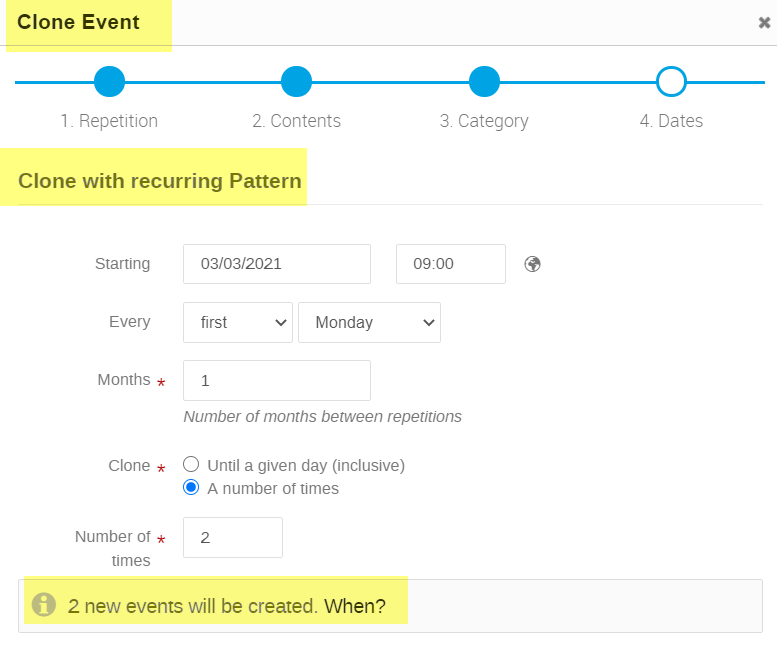 Clone Event
1. Repetition 2. Contents 3. Category 4. Dates
Clone with recurring Pattern
Starting 03/03/2021 09:00
Every first Monday
Months * 1
Number of months between repetitions
Clone * Until a given day (inclusive)
A number of times
Number of * 2
times
2 new events will be created. When?